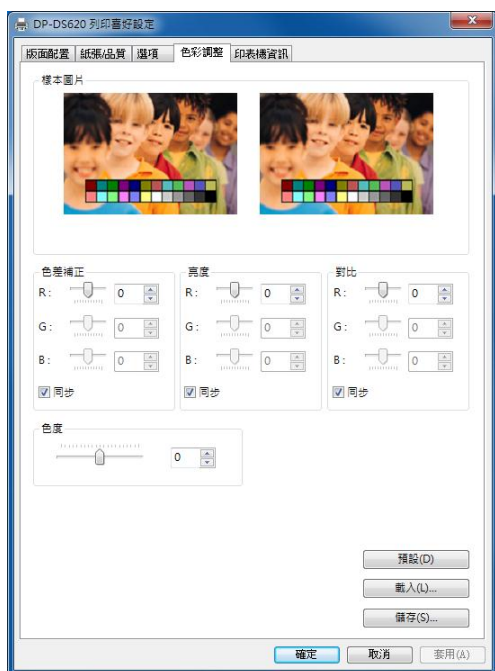 DP-DS620 列印喜好設定
版面配置 紙張/品質 選項 色彩調整 印表機資訊
樣本圖片
色差補正 亮度 對比
R: 0 R: 0 R: 0
G: 0 G: 0 G: 0
B: 0 B: 0 B: 0
同步 同步 同步
色度
0
預設(D)
載入(L)...
儲存(S)...
確定 取消 套用(A)